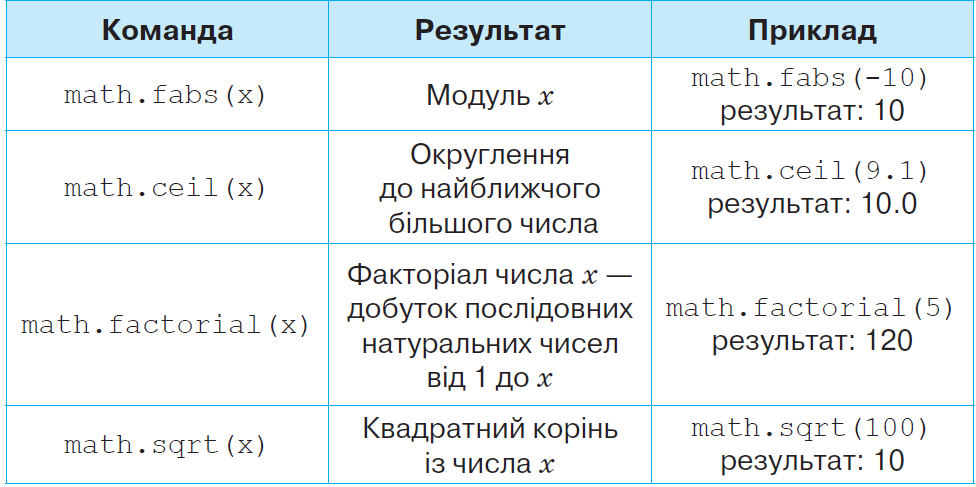 Команда
Результат
Приклад
math.fabs(x)
Модуль x
math.fabs(-10)
результат: 10
math.ceil(x)
Округлення
до найближчого
більшого числа
math.ceil(9.1)
результат: 10.0
math.factorial(x)
Факторіал числа x —
добуток послідовних
натуральних чисел
від 1 до x
math.factorial(5)
результат: 120
math.sqrt(x)
Квадратний корінь
із числа x
math.sqrt(100)
результат: 10